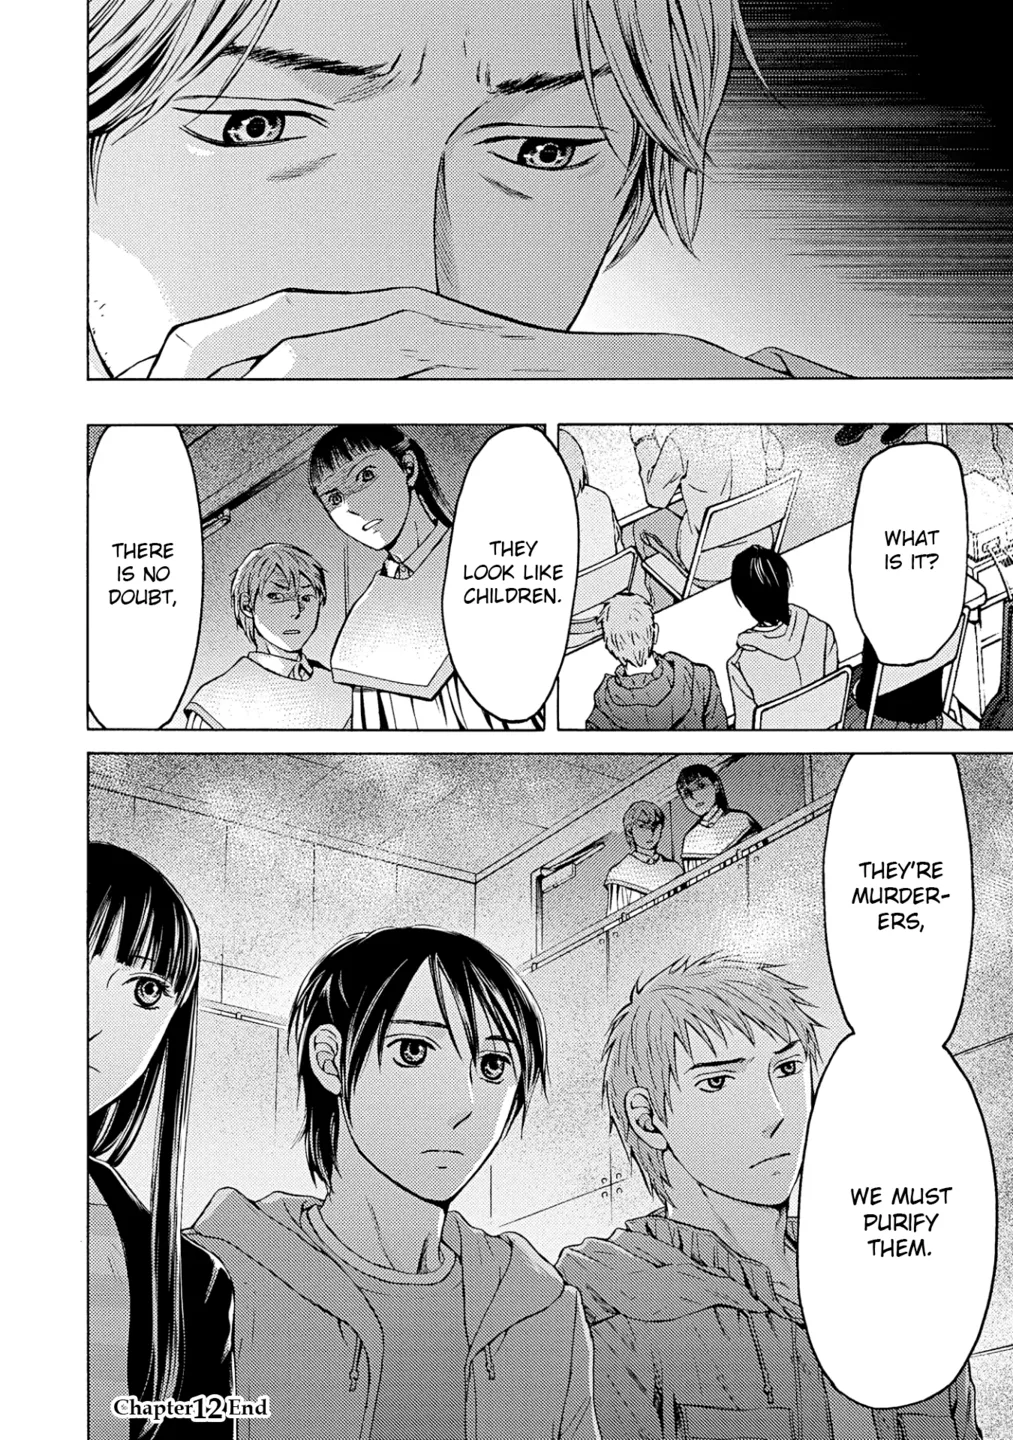 WHAT
IS IT?
THEY
LOOK LIKE
CHILDREN.
THERE
IS NO
DOUBT,
THEY'RE
MURDER-
ERS,
WE MUST
PURIFY
THEM.
Chapter 12 End